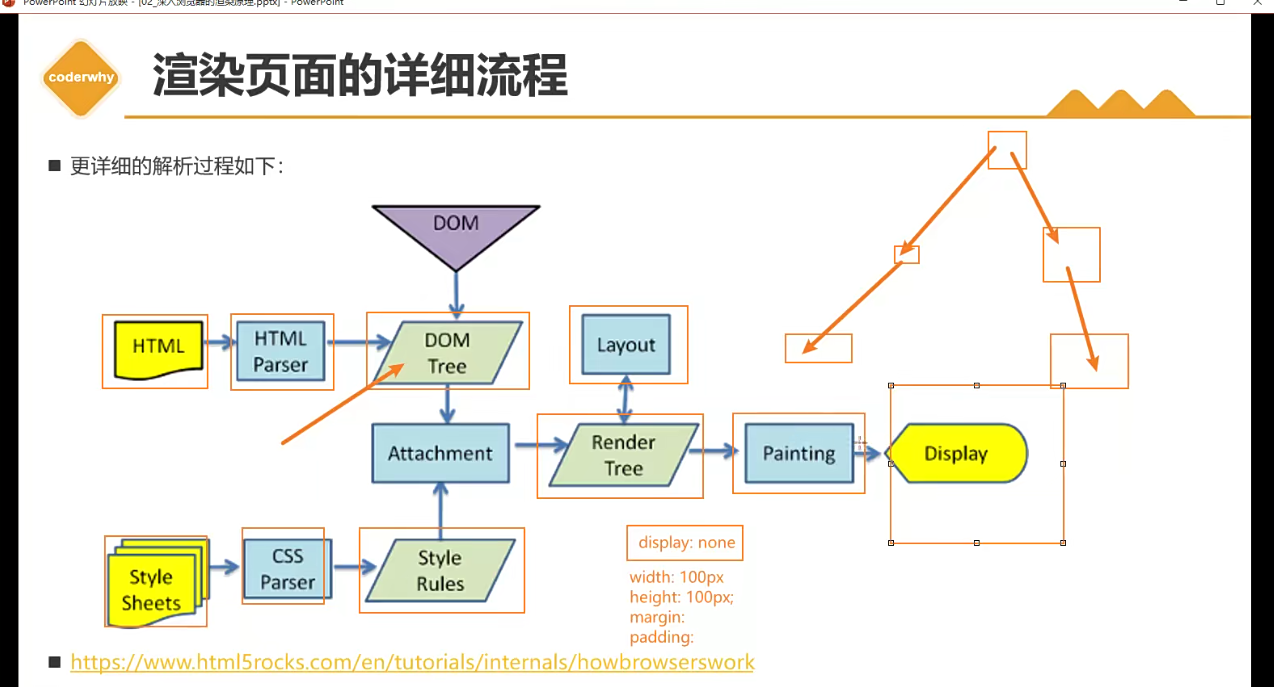 PowerPoint 幻灯片放映 - [02_深入浏览器的渲染原理.pptx] - PowerPoint
coderwhy
渲染页面的详细流程
更详细的解析过程如下：
DOM
HTML
HTML
Parser
DOM
Tree
Layout
Attachment
Render
Tree
Painting
Display
Style
Sheets
CSS
Parser
Style
Rules
display: none
width: 100px
height: 100px;
margin:
padding:
https://www.html5rocks.com/en/tutorials/internals/howbrowserswork